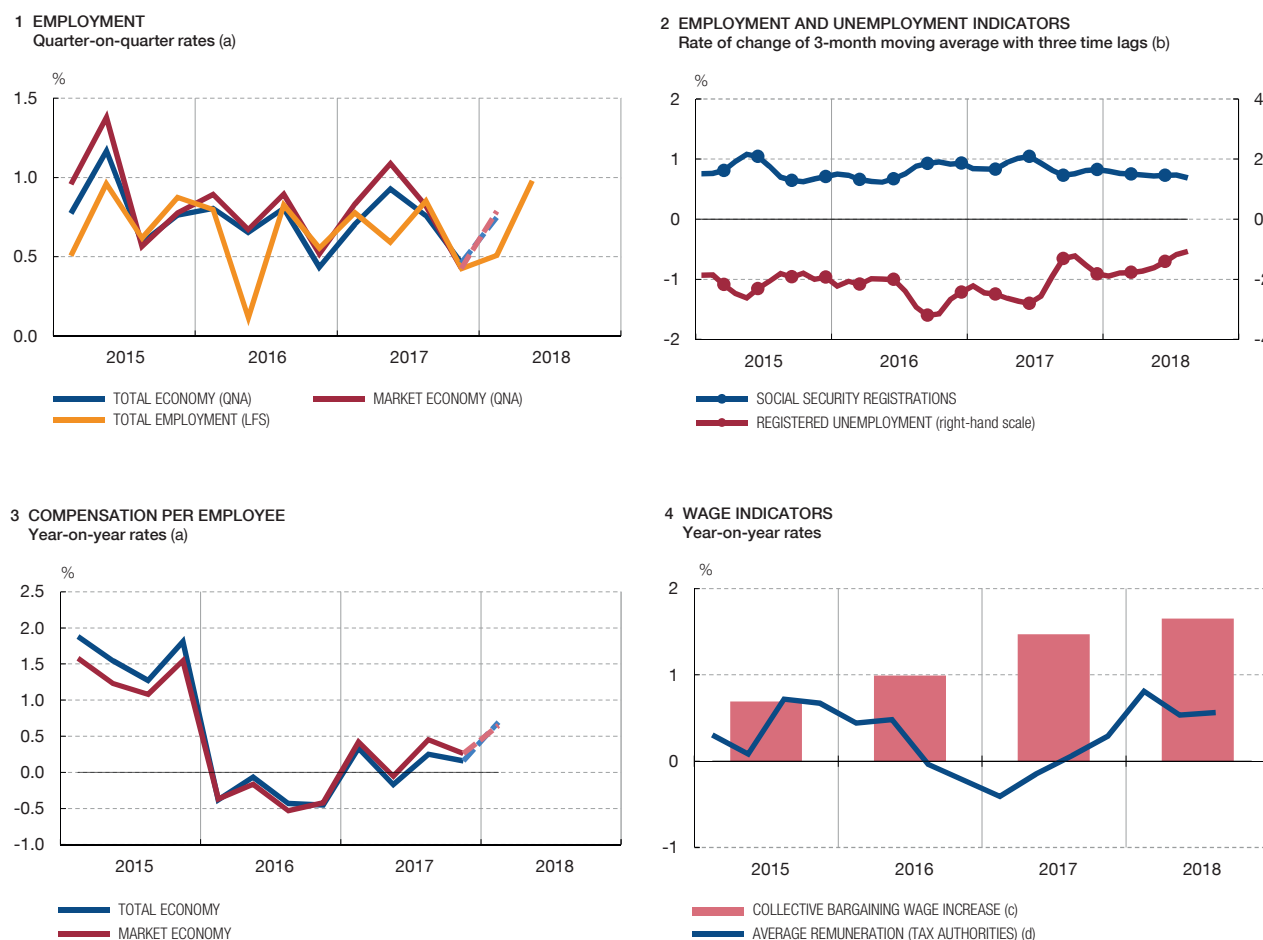 1 EMPLOYMENT
Quarter-on-quarter rates (a)
%
1.5
1.0
0.5
0.0
2015 2016 2017 2018
TOTAL ECONOMY (QNA) MARKET ECONOMY (QNA)
TOTAL EMPLOYMENT (LFS)
2 EMPLOYMENT AND UNEMPLOYMENT INDICATORS
Rate of change of 3-month moving average with three time lags (b)
%
2 4
1 2
0 0
-1 -2
-2 -4
2015 2016 2017 2018
SOCIAL SECURITY REGISTRATIONS
REGISTERED UNEMPLOYMENT (right-hand scale)
3 COMPENSATION PER EMPLOYEE
Year-on-year rates (a)
%
2.5
2.0
1.5
1.0
0.5
0.0
-0.5
-1.0
2015 2016 2017 2018
TOTAL ECONOMY
MARKET ECONOMY
4 WAGE INDICATORS
Year-on-year rates
%
2
1
0
-1
2015 2016 2017 2018
COLLECTIVE BARGAINING WAGE INCREASE (c)
AVERAGE REMUNERATION (TAX AUTHORITIES) (d)